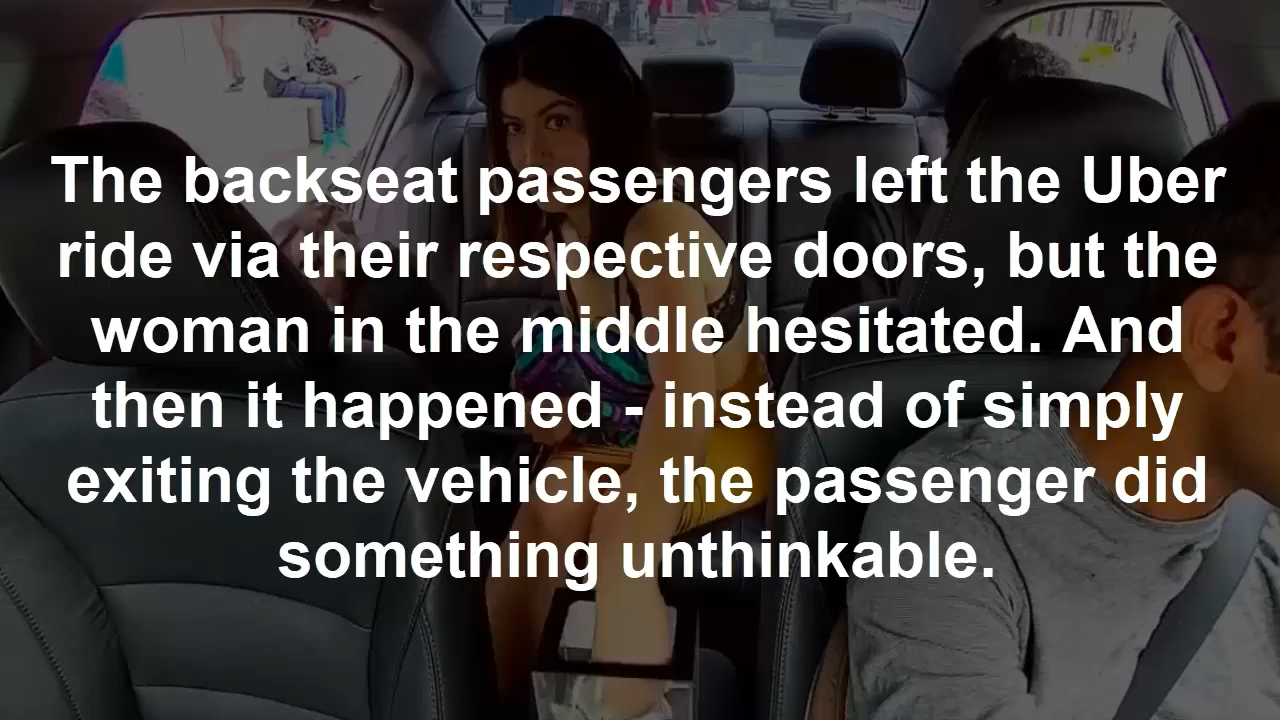 The backseat passengers left the Uber
ride via their respective doors, but the
woman in the middle hesitated. And
then it happened - instead of simply
exiting the vehicle, the passenger did
something unthinkable.